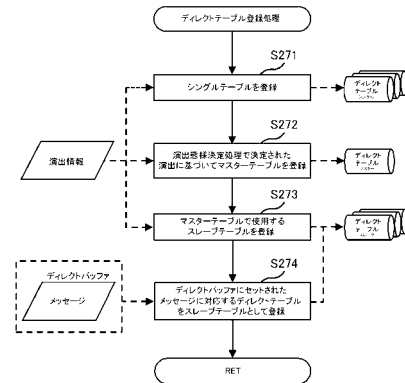 ディレクトテーブル登録処理
S271
シングルテーブルを登録
ディレクト
テーブル
S272
演出情報
演出態様決定処理で決定された
演出に基づいてマスターテーブルを登録
ディレクト
テーブル
S273
マスターテーブルで使用する
スレーブテーブルを登録
ディレクト
テーブル
S274
ディレクトバッファ
メッセージ
ディレクトバッファにセットされた
メッセージに対応するディレクトテーブル
をスレーブテーブルとして登録
RET